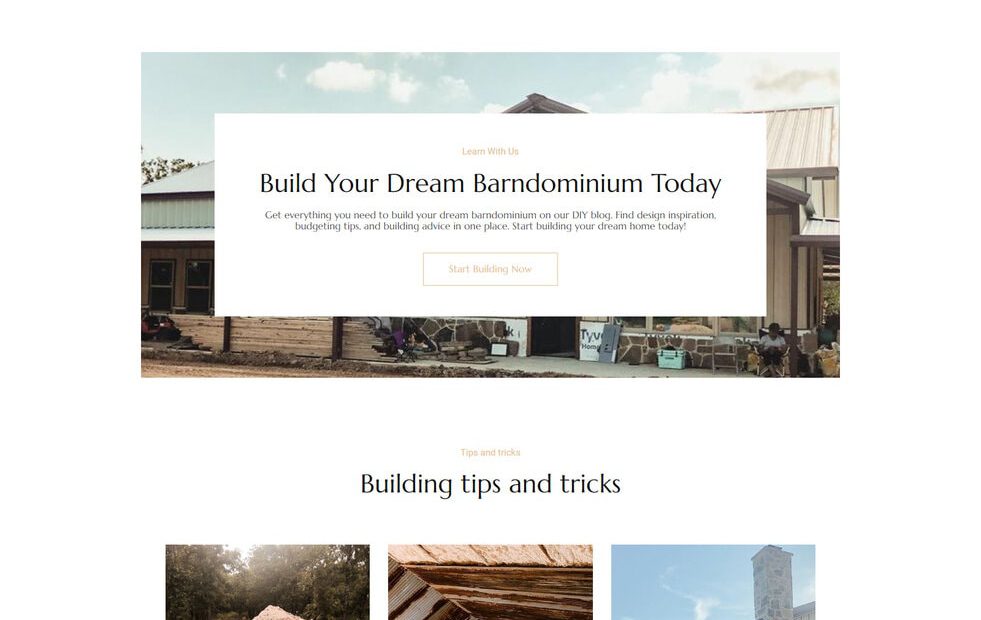 Learn With Us
Build Your Dream Barndominium Today
Get everything you need to build your dream barndominium on our DIY blog. Find design inspiration,
budgeting tips, and building advice in one place. Start building your dream home today!
Start Building Now
Tips and tricks
Building tips and tricks